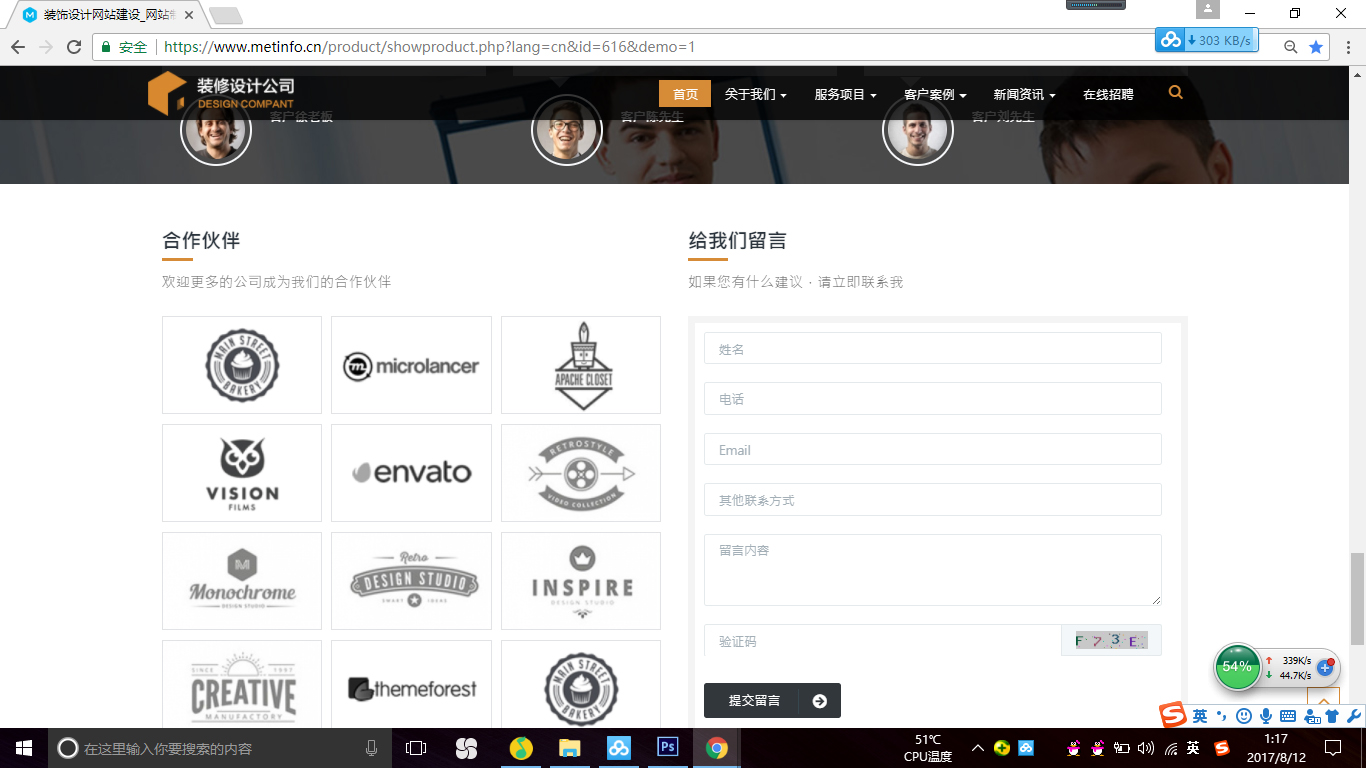 装饰设计网站建设_网站制
安全 https://www.metinfo.cn/product/showproduct.php?lang=cn&id=616&demo=1
303 KB/s
装修设计公司
DESIGN COMPANT
首页 关于我们 服务项目 客户案例 新闻资讯 在线招聘
客户徐老板 客户陈先生 客户刘先生
合作伙伴
欢迎更多的公司成为我们的合作伙伴
MAIN STREET BAKERY
microlancer
APACHE CLOSET
VISION FILMS
envato
RETROSTYLE VIDEO COLLECTION
M Monochrome DESIGN STUDIO
Retro DESIGN STUDIO SMART IDEAS
INSPIRE DESIGN STUDIO
SINCE 1997 CREATIVE MANUFACTORY
themeforest
MAIN STREET BAKERY
给我们留言
如果您有什么建议，请立即联系我
姓名
电话
Email
其他联系方式
留言内容
验证码 F73E
提交留言
54% 339K/s
44.7K/s
英
在这里输入你要搜索的内容
Ps
51℃
CPU温度
英
1:17
2017/8/12